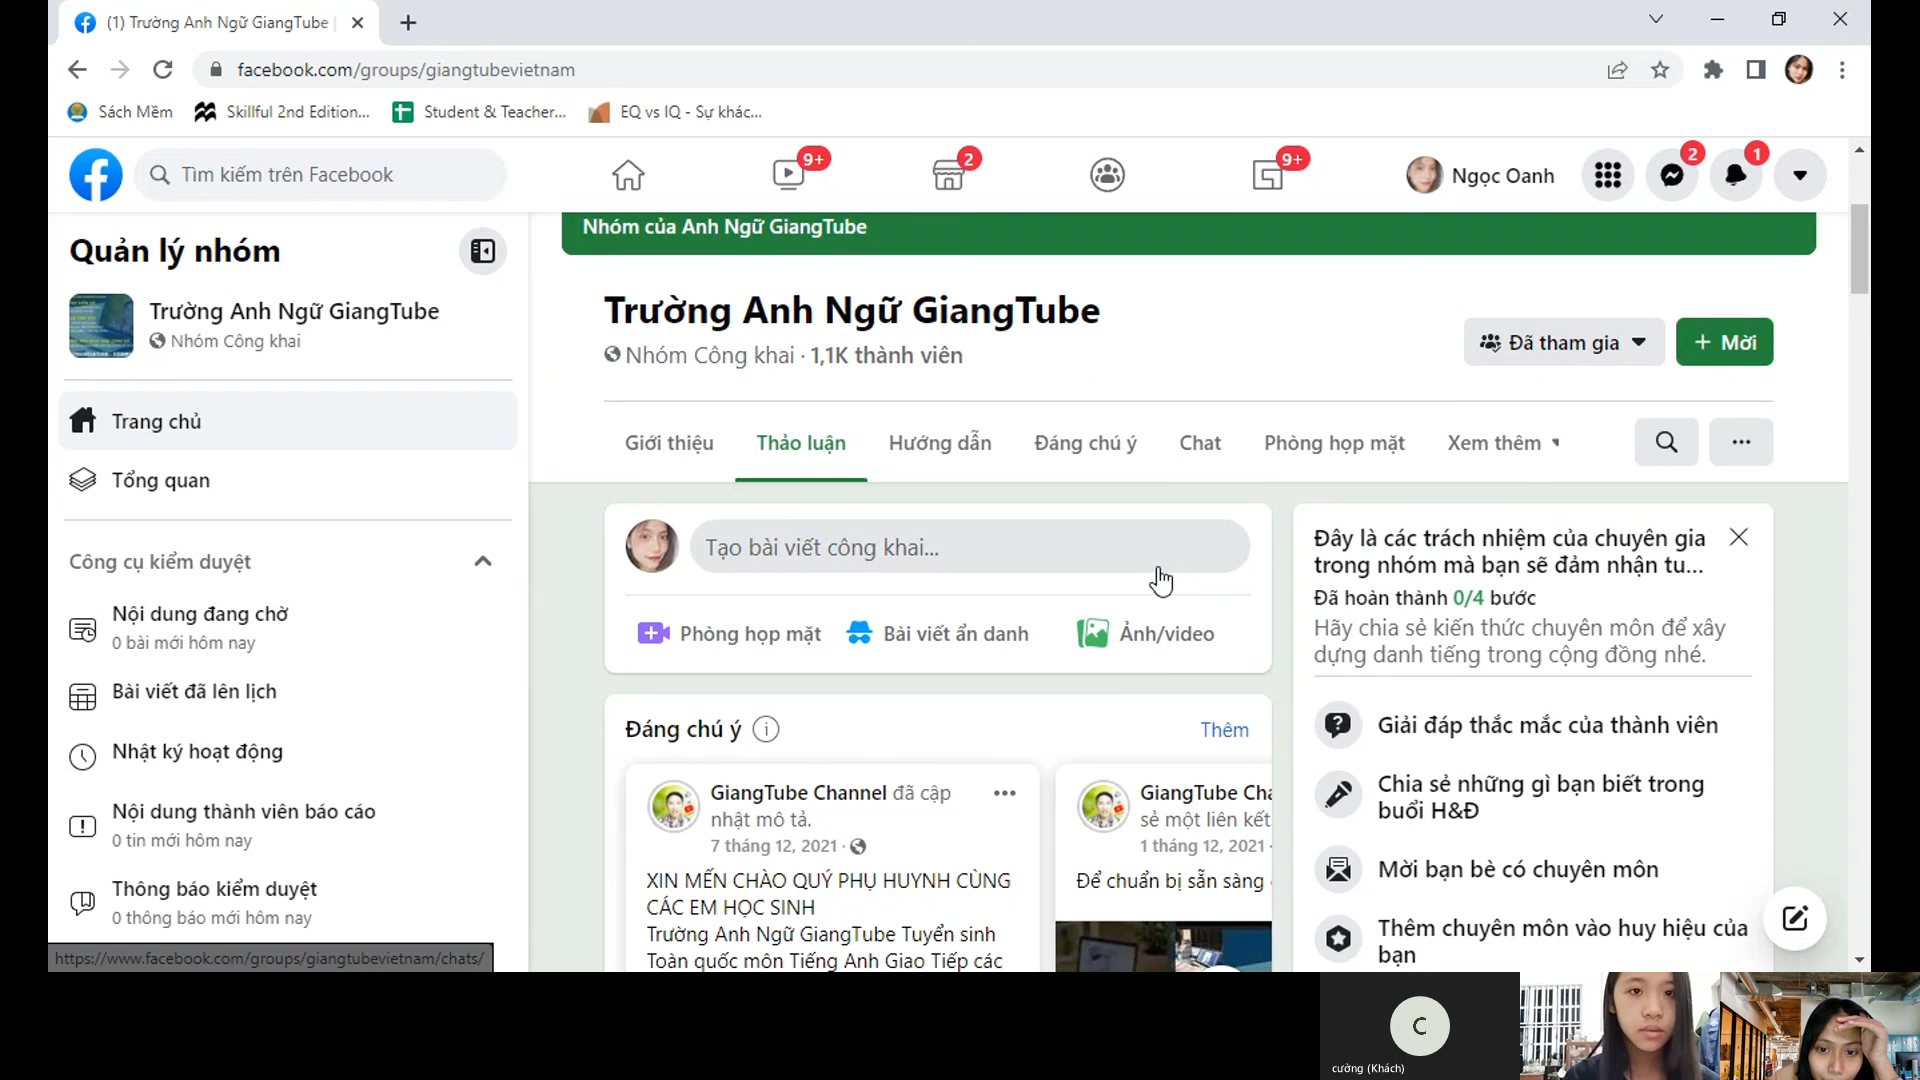 (1) Trường Anh Ngữ GiangTube
facebook.com/groups/giangtubevietnam
Sách Mềm
Skillful 2nd Edition...
Student & Teacher...
EQ vs IQ - Sự khác...
Tìm kiếm trên Facebook
9+
2
9+
Ngọc Oanh
2
1
Quản lý nhóm
Trường Anh Ngữ GiangTube
Nhóm Công khai
Trang chủ
Tổng quan
Công cụ kiểm duyệt
Nội dung đang chờ
0 bài mới hôm nay
Bài viết đã lên lịch
Nhật ký hoạt động
Nội dung thành viên báo cáo
0 tin mới hôm nay
Thông báo kiểm duyệt
0 thông báo mới hôm nay
https://www.facebook.com/groups/giangtubevietnam/chats/
Nhóm của Anh Ngữ GiangTube
Trường Anh Ngữ GiangTube
Nhóm Công khai · 1,1K thành viên
Đã tham gia
+ Mời
Giới thiệu
Thảo luận
Hướng dẫn
Đáng chú ý
Chat
Phòng họp mặt
Xem thêm
Tạo bài viết công khai...
Phòng họp mặt
Bài viết ẩn danh
Ảnh/video
Đáng chú ý
Thêm
GiangTube Channel đã cập
nhật mô tả.
7 tháng 12, 2021 ·
XIN MẾN CHÀO QUÝ PHỤ HUYNH CÙNG
CÁC EM HỌC SINH
Trường Anh Ngữ GiangTube Tuyển sinh
Toàn quốc môn Tiếng Anh Giao Tiếp các
GiangTube Cha
sẻ một liên kết
1 tháng 12, 2021 ·
Để chuẩn bị sẵn sàng
Đây là các trách nhiệm của chuyên gia
trong nhóm mà bạn sẽ đảm nhận tu...
Đã hoàn thành 0/4 bước
Hãy chia sẻ kiến thức chuyên môn để xây
dựng danh tiếng trong cộng đồng nhé.
Giải đáp thắc mắc của thành viên
Chia sẻ những gì bạn biết trong
buổi H&Đ
Mời bạn bè có chuyên môn
Thêm chuyên môn vào huy hiệu của
bạn
C
cường (Khách)